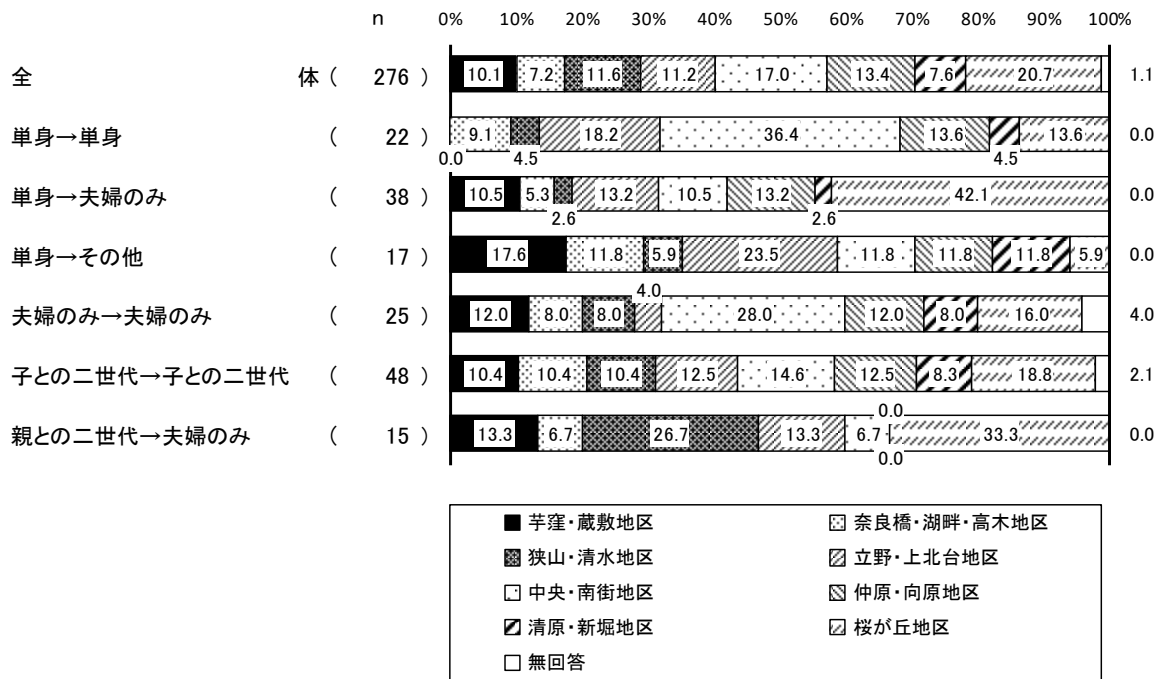 n 0% 10% 20% 30% 40% 50% 60% 70% 80% 90% 100%
全 体 ( 276 ) 10.1 7.2 11.6 11.2 17.0 13.4 7.6 20.7 1.1
単身→単身 ( 22 ) 9.1 18.2 36.4 13.6 13.6 0.0
0.0 4.5 4.5
単身→夫婦のみ ( 38 ) 10.5 5.3 13.2 10.5 13.2 42.1 0.0
2.6 2.6
単身→その他 ( 17 ) 17.6 11.8 5.9 23.5 11.8 11.8 11.8 5.9 0.0
4.0
夫婦のみ→夫婦のみ ( 25 ) 12.0 8.0 8.0 28.0 12.0 8.0 16.0 4.0
子との二世代→子との二世代 ( 48 ) 10.4 10.4 10.4 12.5 14.6 12.5 8.3 18.8 2.1
0.0
親との二世代→夫婦のみ ( 15 ) 13.3 6.7 26.7 13.3 6.7 33.3 0.0
0.0
芋窪・蔵敷地区 奈良橋・湖畔・高木地区
狭山・清水地区 立野・上北台地区
中央・南街地区 仲原・向原地区
清原・新堀地区 桜が丘地区
無回答